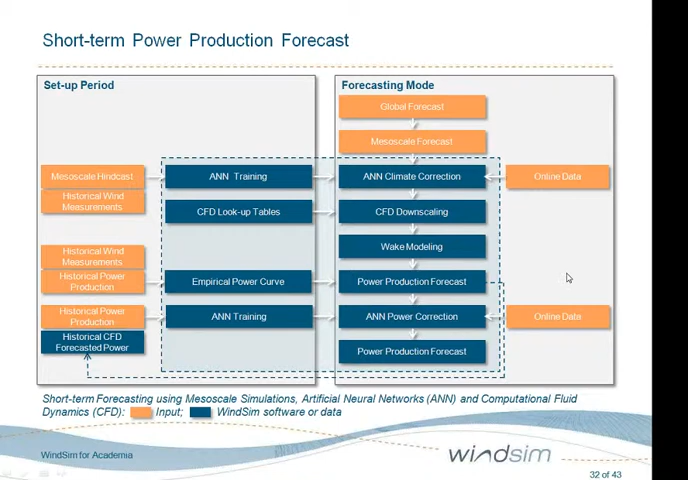 Short-term Power Production Forecast
Set-up Period
Forecasting Mode
Global Forecast
Mesoscale Forecast
Mesoscale Hindcast
ANN Training
ANN Climate Correction
Online Data
Historical Wind
Measurements
CFD Look-up Tables
CFD Downscaling
Wake Modeling
Historical Wind
Measurements
Historical Power
Production
Empirical Power Curve
Power Production Forecast
Historical Power
Production
ANN Training
ANN Power Correction
Online Data
Historical CFD
Forecasted Power
Power Production Forecast
Short-term Forecasting using Mesoscale Simulations, Artificial Neural Networks (ANN) and Computational Fluid
Dynamics (CFD): Input; WindSim software or data
WindSim for Academia
windsim
32 of 43